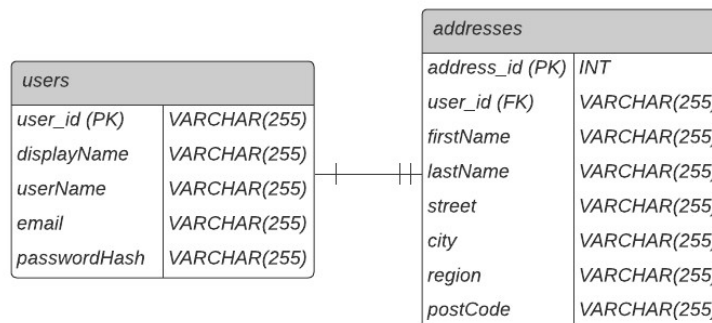 users
user_id (PK) VARCHAR(255)
displayName VARCHAR(255)
userName VARCHAR(255)
email VARCHAR(255)
passwordHash VARCHAR(255)
addresses
address_id (PK) INT
user_id (FK) VARCHAR(255)
firstName VARCHAR(255)
lastName VARCHAR(255)
street VARCHAR(255)
city VARCHAR(255)
region VARCHAR(255)
postCode VARCHAR(255)